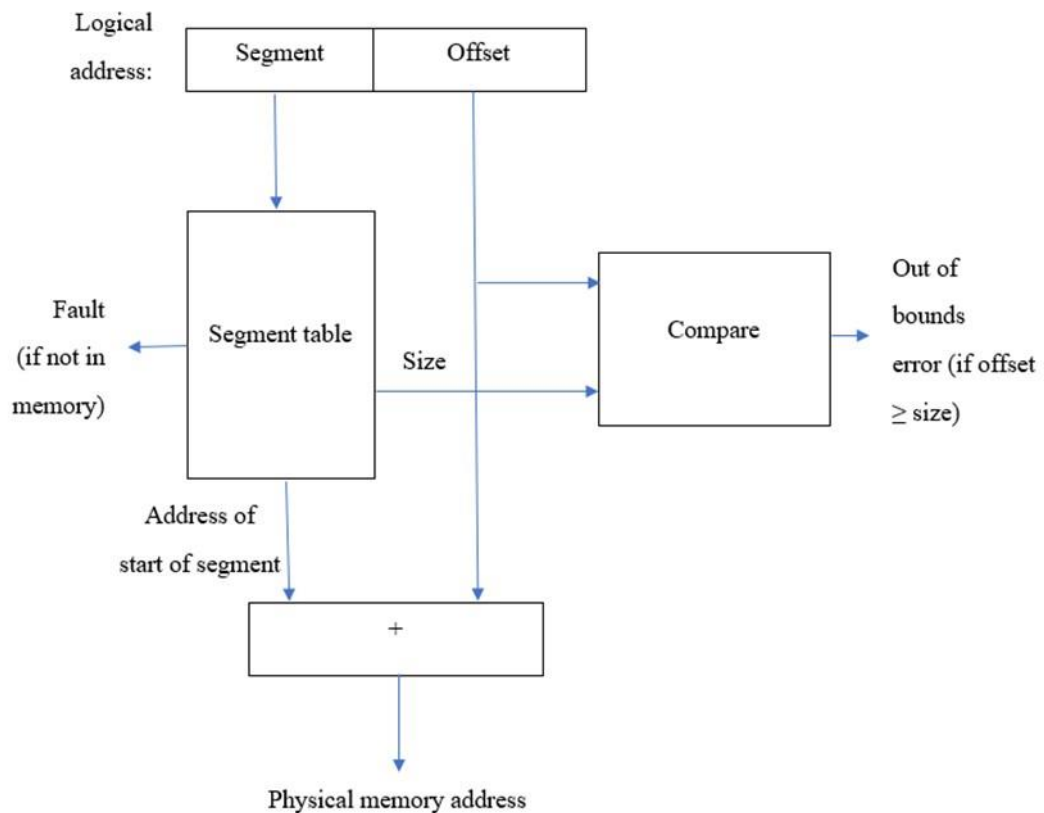 Logical
address:
Segment
Offset
Fault
(if not in
memory)
Segment table
Size
Compare
Out of
bounds
error (if offset
≥ size)
Address of
start of segment
+
Physical memory address